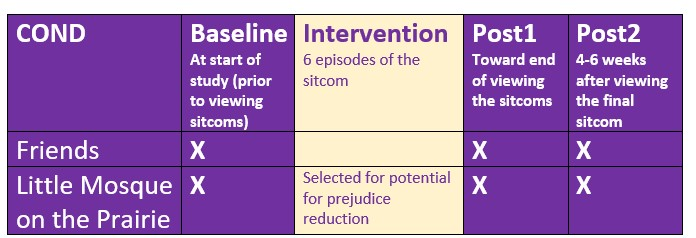 COND
Baseline
At start of
study (prior
to viewing
sitcoms)
Intervention
6 episodes of the
sitcom
Post1
Toward end
of viewing
the sitcoms
Post2
4-6 weeks
after viewing
the final
sitcom
Friends
X
X
X
Little Mosque
on the Prairie
X
Selected for potential
for prejudice
reduction
X
X